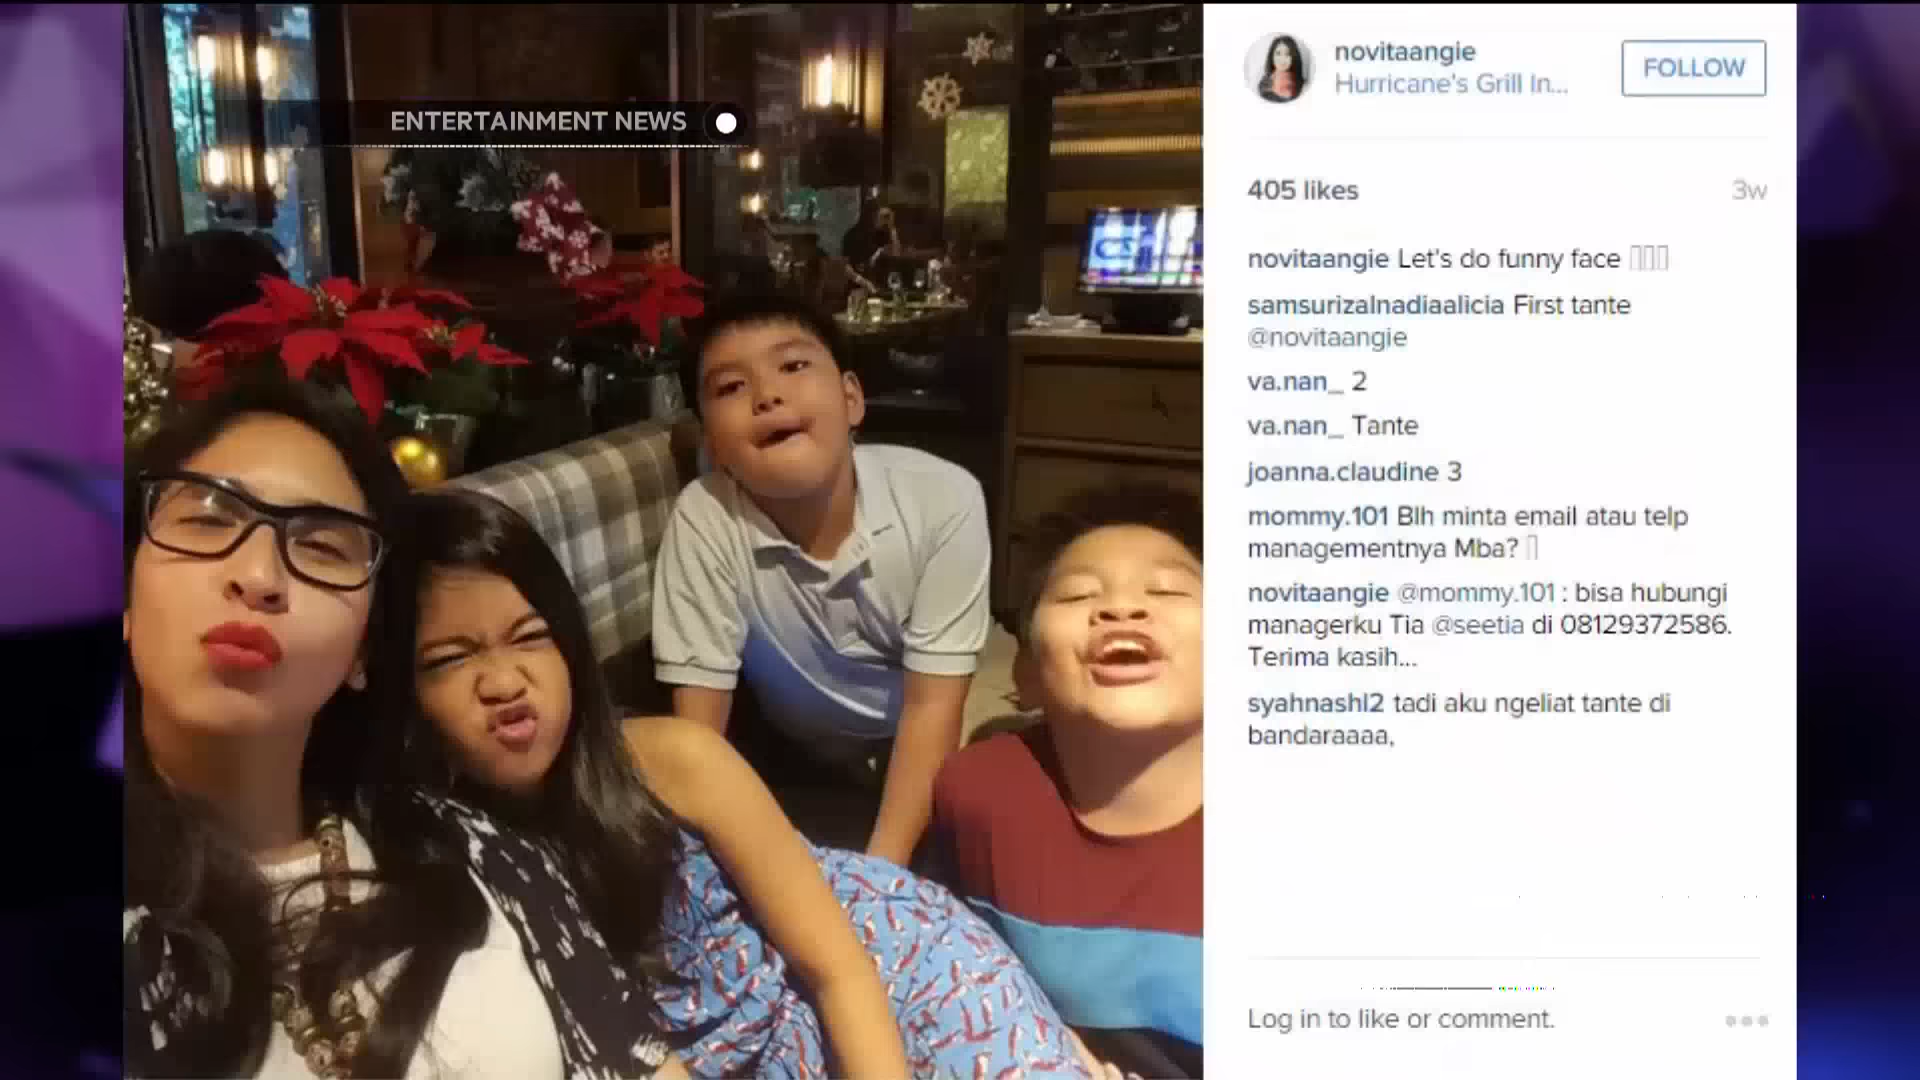 ENTERTAINMENT NEWS
novitaangie
Hurricane's Grill In...
FOLLOW
405 likes
3w
novitaangie Let's do funny face
samsurizalnadiaalicia First tante
@novitaangie
va.nan_ 2
va.nan_ Tante
joanna.claudine 3
mommy.101 Blh minta email atau telp
managementnya Mba?
novitaangie @mommy.101 : bisa hubungi
managerku Tia @seetia di 08129372586.
Terima kasih...
syahnashl2 tadi aku ngeliat tante di
bandaraaaa,
Log in to like or comment.